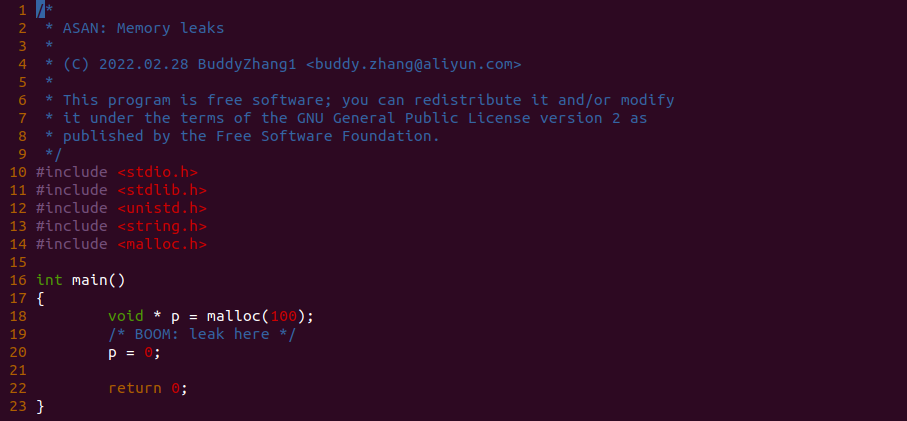 1 /*
2  * ASAN: Memory leaks
3  *
4  * (C) 2022.02.28 BuddyZhang1 <buddy.zhang@aliyun.com>
5  *
6  * This program is free software; you can redistribute it and/or modify
7  * it under the terms of the GNU General Public License version 2 as
8  * published by the Free Software Foundation.
9  */
10 #include <stdio.h>
11 #include <stdlib.h>
12 #include <unistd.h>
13 #include <string.h>
14 #include <malloc.h>
15
16 int main()
17 {
18         void * p = malloc(100);
19         /* BOOM: leak here */
20         p = 0;
21
22         return 0;
23 }